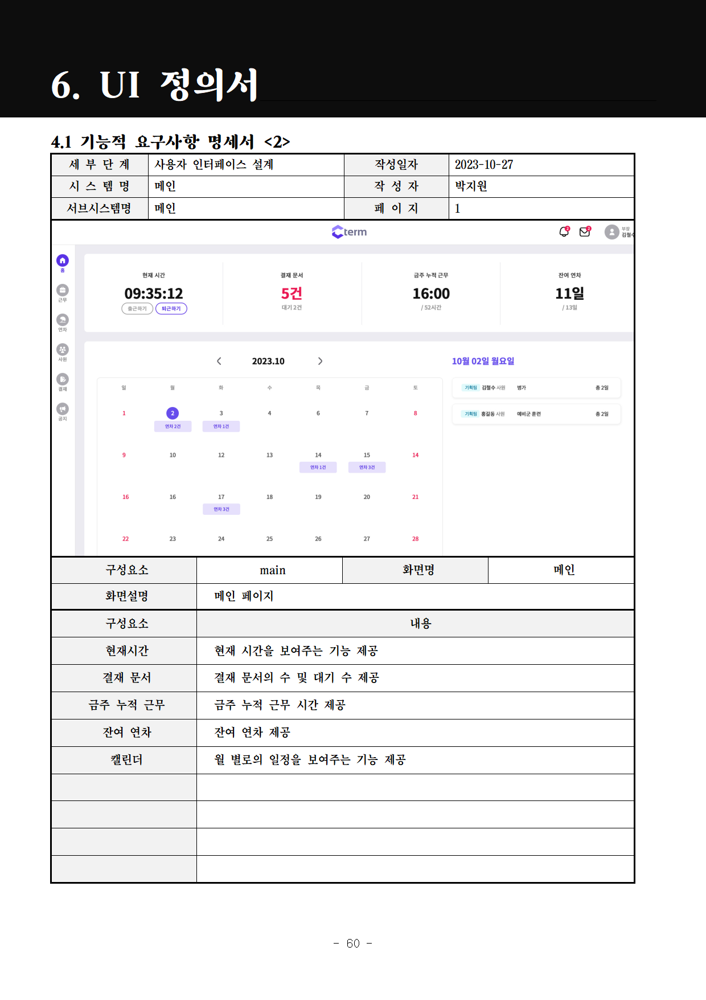 6. UI 정의서
4.1 기능적 요구사항 명세서 <2>
세 부 단 계 사용자 인터페이스 설계 작성일자 2023-10-27
시 스 템 명 메인 작 성 자 박지원
서브시스템명 메인 페 이 지 1
term 2 2 부장
김철수
홈
근무
연차
사원
결재
공지
현재 시간 결재 문서 금주 누적 근무 잔여 연차
09:35:12 5건 16:00 11일
출근하기 퇴근하기 대기 2건 / 52시간 / 13일
2023.10 10월 02일 월요일
일 월 화 수 목 금 토
기획팀 김철수 사원 병가 총 2일
1 2 3 4 6 7 8
기획팀 홍길동 사원 예비군 훈련 총 2일
연차 2건 연차 1건
9 10 12 13 14 15 14
연차 1건 연차 3건
16 16 17 18 19 20 21
연차 3건
22 23 24 25 26 27 28
구성요소 main 화면명 메인
화면설명 메인 페이지
구성요소 내용
현재시간 현재 시간을 보여주는 기능 제공
결재 문서 결재 문서의 수 및 대기 수 제공
금주 누적 근무 금주 누적 근무 시간 제공
잔여 연차 잔여 연차 제공
캘린더 월 별로의 일정을 보여주는 기능 제공
- 60 -